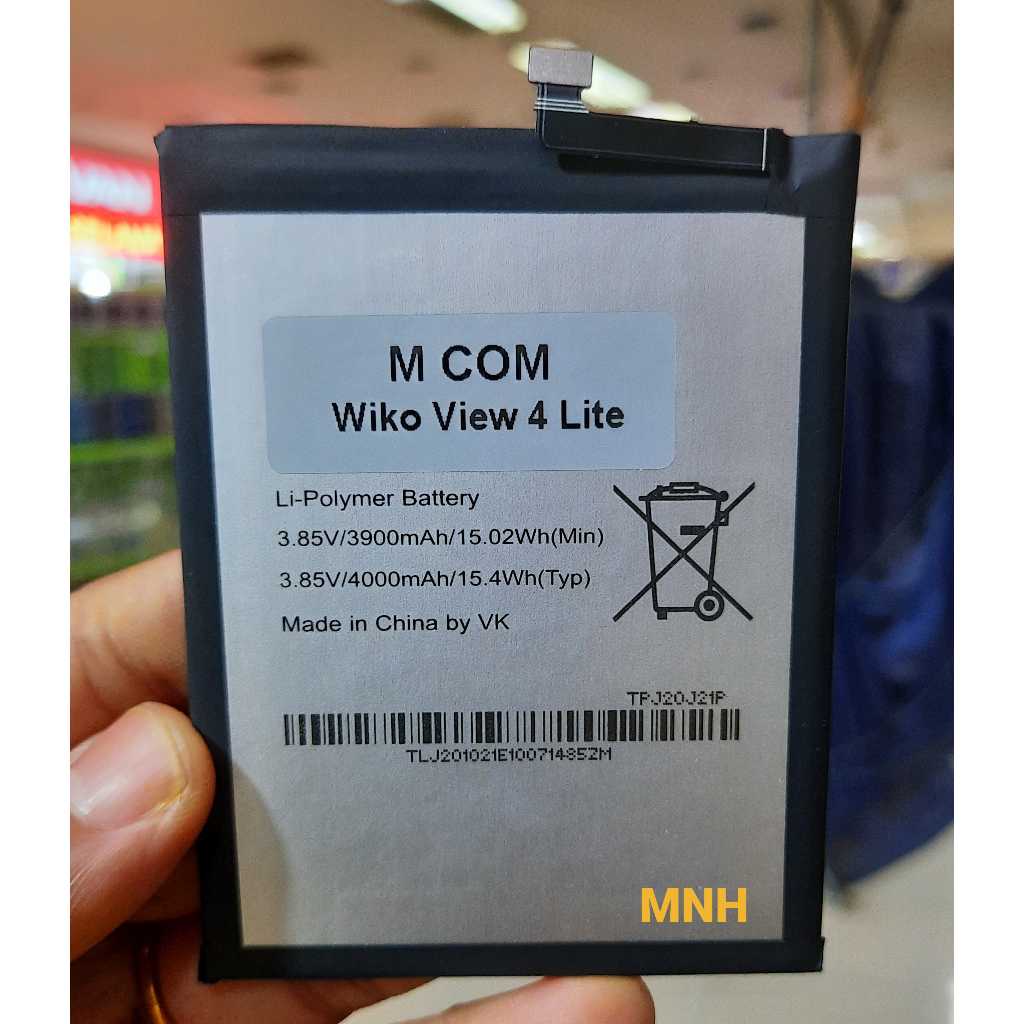 M COM
Wiko View 4 Lite
Li-Polymer Battery
3.85V/3900mAh/15.02Wh(Min)
3.85V/4000mAh/15.4Wh(Typ)
Made in China by VK
TPJ20J21P
TLJ201021E10071485ZM
MNH